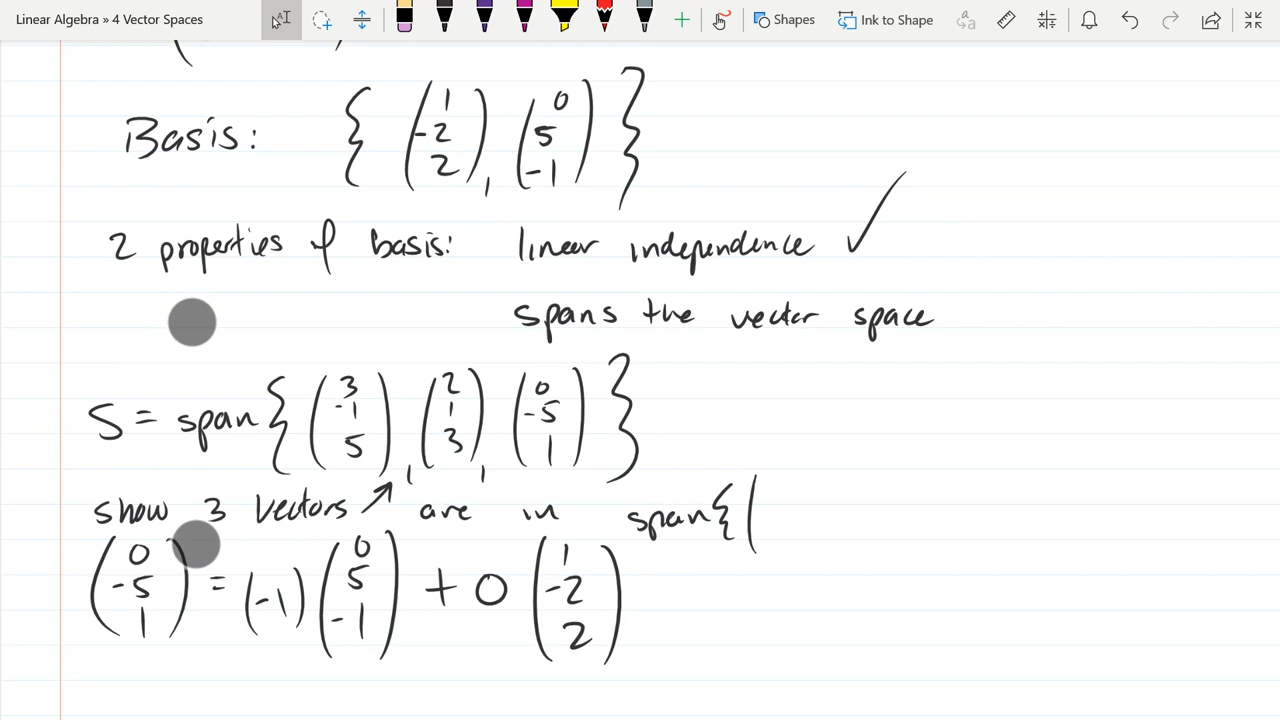 Linear Algebra » 4 Vector Spaces
Shapes
Ink to Shape
Basis: { ( 1 -2 2 ) , ( 0 5 -1 ) }
2 properties of basis: linear independence ✓
spans the vector space
S = span { ( 3 -1 5 ) , ( 2 1 3 ) , ( 0 -5 1 ) }
show 3 vectors ↗ are in span { (
( 0 -5 1 ) = (-1) ( 0 5 -1 ) + 0 ( 1 -2 2 )